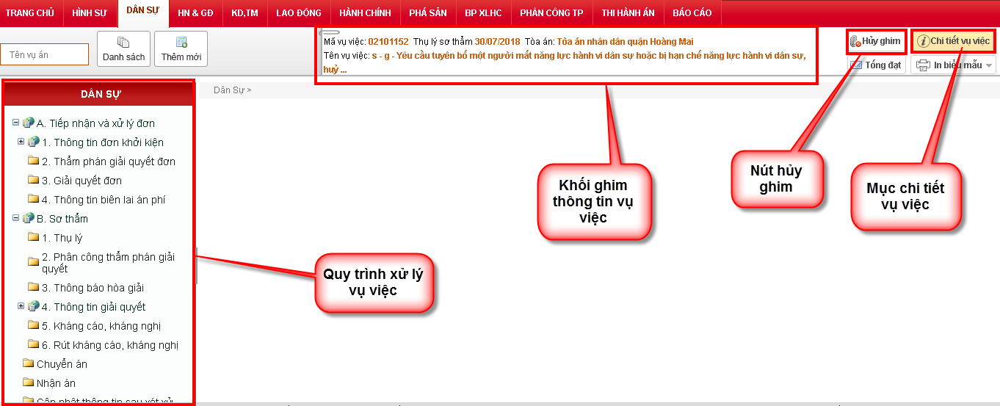 TRANG CHỦ HÌNH SỰ DÂN SỰ HN & GĐ KD,TM LAO ĐỘNG HÀNH CHÍNH PHÁ SẢN BP XLHC PHÂN CÔNG TP THI HÀNH ÁN BÁO CÁO
Tên vụ án
Danh sách
Thêm mới
Mã vụ việc: 02101152 Thụ lý sơ thẩm 30/07/2018 Tòa án: Tòa án nhân dân quận Hoàng Mai
Tên vụ việc: s - g - Yêu cầu tuyên bố một người mất năng lực hành vi dân sự hoặc bị hạn chế năng lực hành vi dân sự,
huỷ ...
Hủy ghim
Chi tiết vụ việc
Tống đạt
In biểu mẫu
DÂN SỰ
Dân Sự >
A. Tiếp nhận và xử lý đơn
1. Thông tin đơn khởi kiện
2. Thẩm phán giải quyết đơn
3. Giải quyết đơn
4. Thông tin biên lai án phí
B. Sơ thẩm
1. Thụ lý
2. Phân công thẩm phán giải
quyết
3. Thông báo hòa giải
4. Thông tin giải quyết
5. Kháng cáo, kháng nghị
6. Rút kháng cáo, kháng nghị
Chuyển án
Nhận án
Cập nhật thông tin sau xét xử
Khối ghim
thông tin vụ
việc
Nút hủy
ghim
Mục chi tiết
vụ việc
Quy trình xử lý
vụ việc